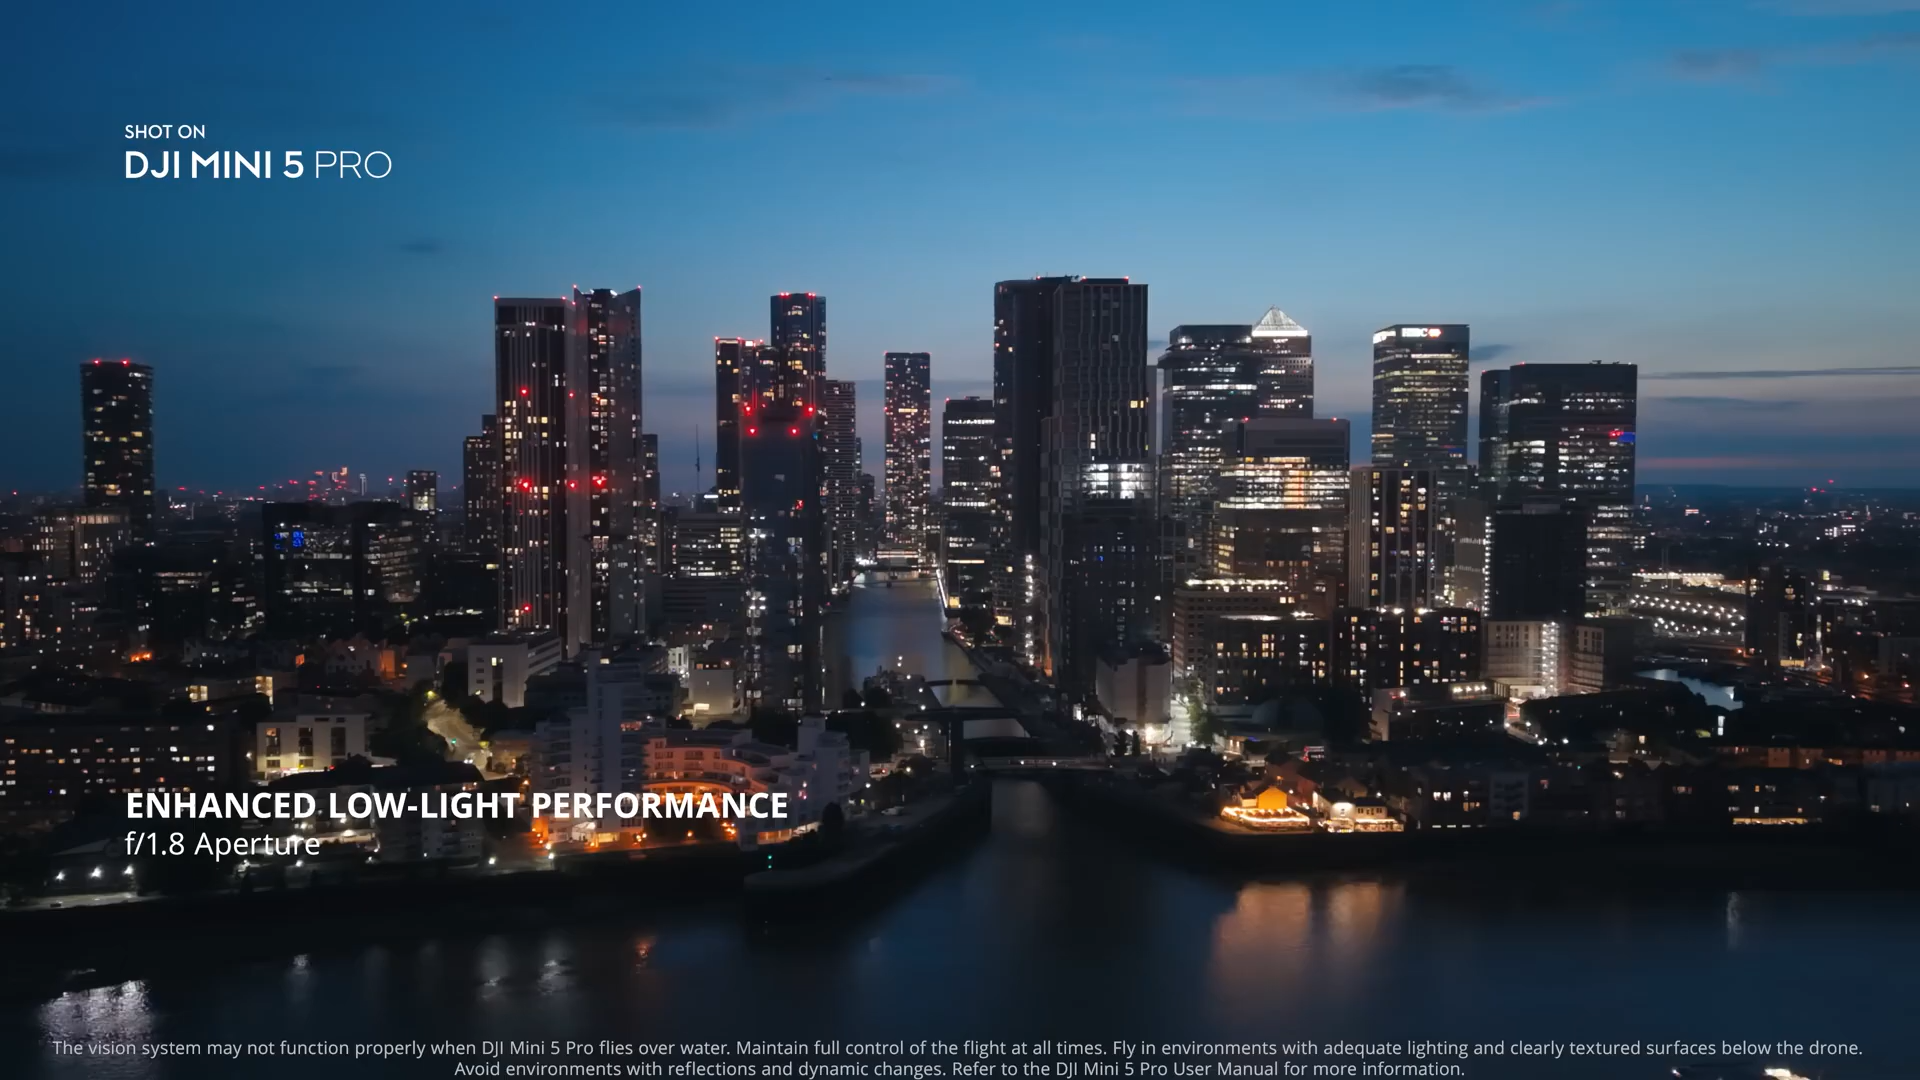 SHOT ON
DJI MINI 5 PRO
ENHANCED LOW-LIGHT PERFORMANCE
f/1.8 Aperture
The vision system may not function properly when DJI Mini 5 Pro flies over water. Maintain full control of the flight at all times. Fly in environments with adequate lighting and clearly textured surfaces below the drone.
Avoid environments with reflections and dynamic changes. Refer to the DJI Mini 5 Pro User Manual for more information.